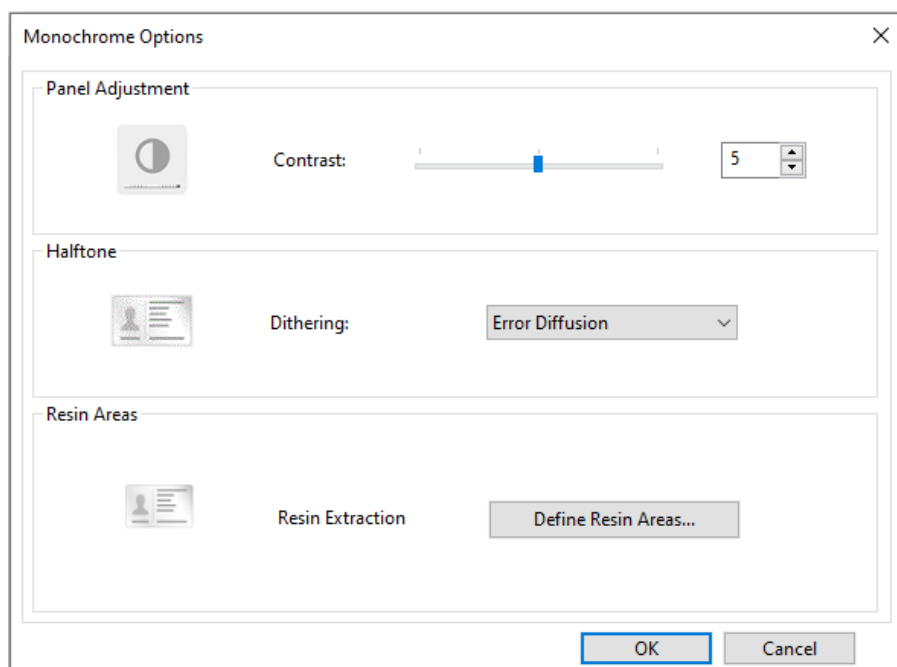 Monochrome Options
Panel Adjustment
Contrast:
5
Halftone
Dithering:
Error Diffusion
Resin Areas
Resin Extraction
Define Resin Areas...
OK
Cancel